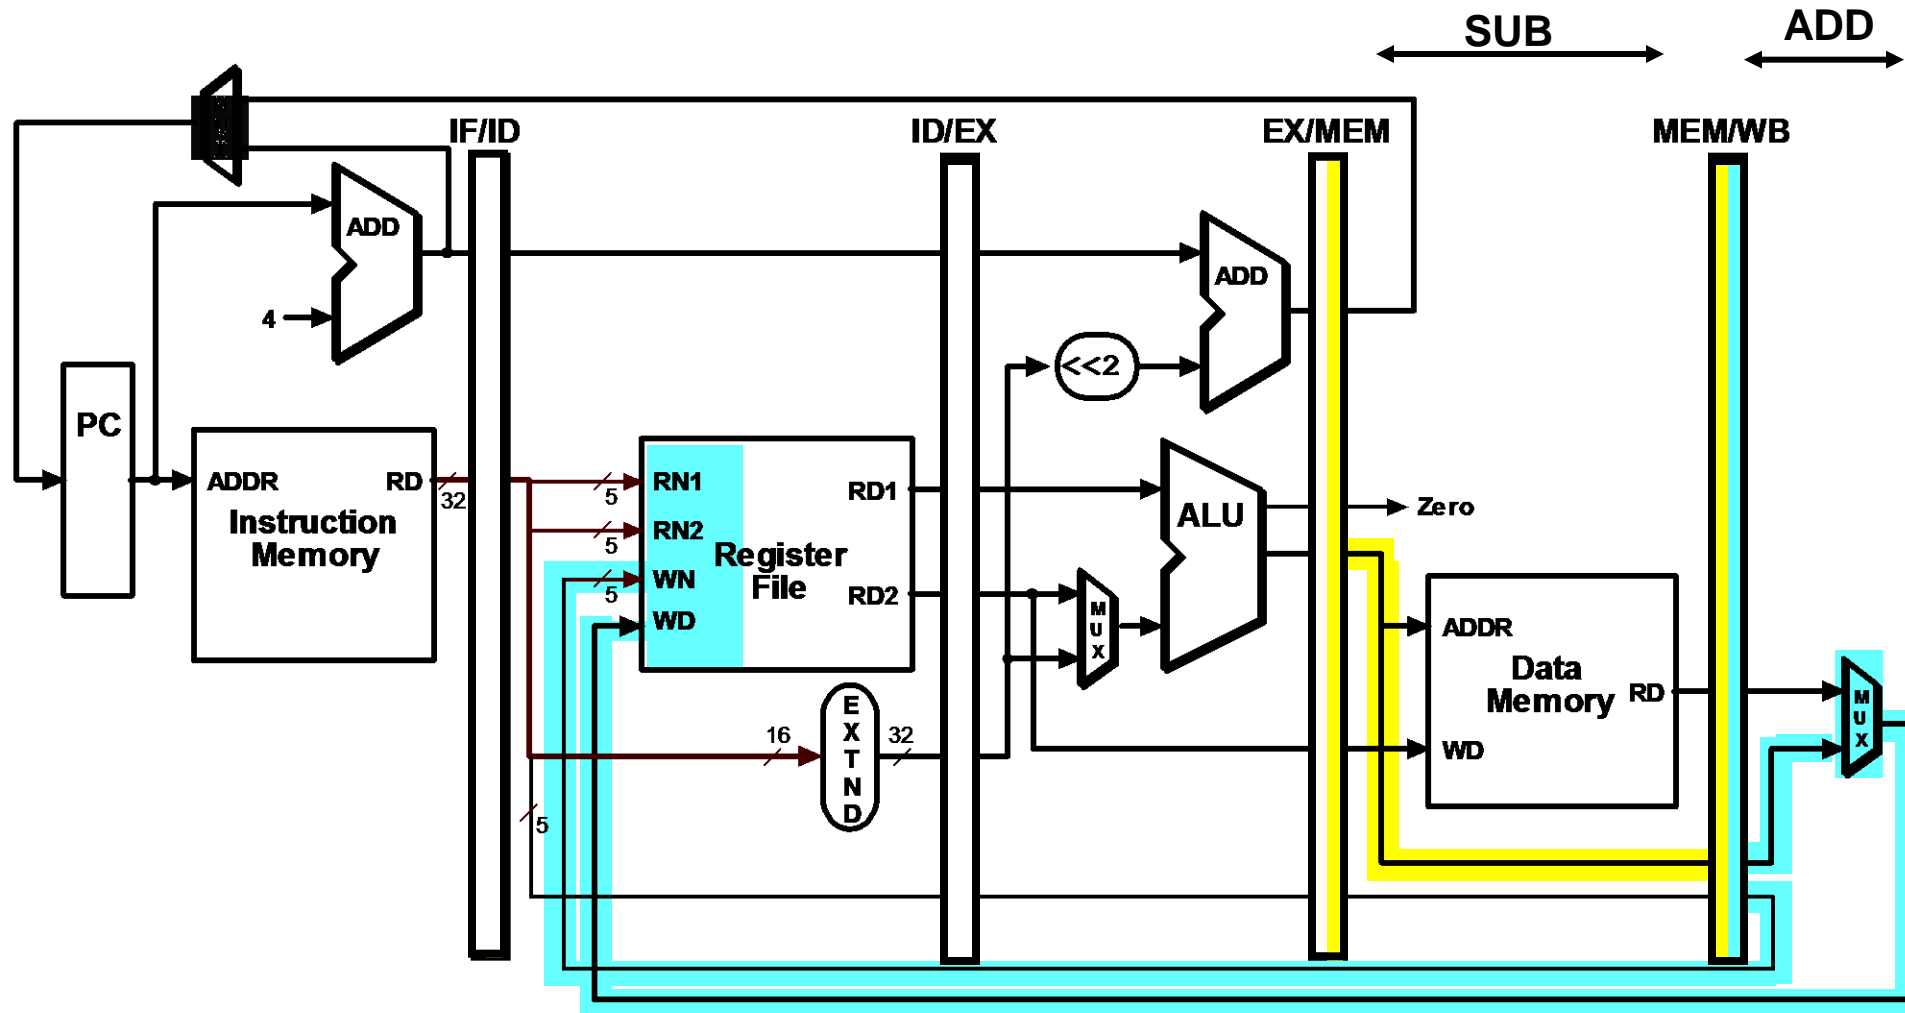 SUB
ADD
IF/ID
ID/EX
EX/MEM
MEM/WB
ADD
ADD
4
<<2
PC
ADDR
RD
32
Instruction
Memory
5
RN1
5
RN2
5
WN
WD
Register
File
RD1
RD2
M
U
X
ALU
Zero
ADDR
Data
Memory
RD
WD
M
U
X
16
E
X
T
N
D
32
5